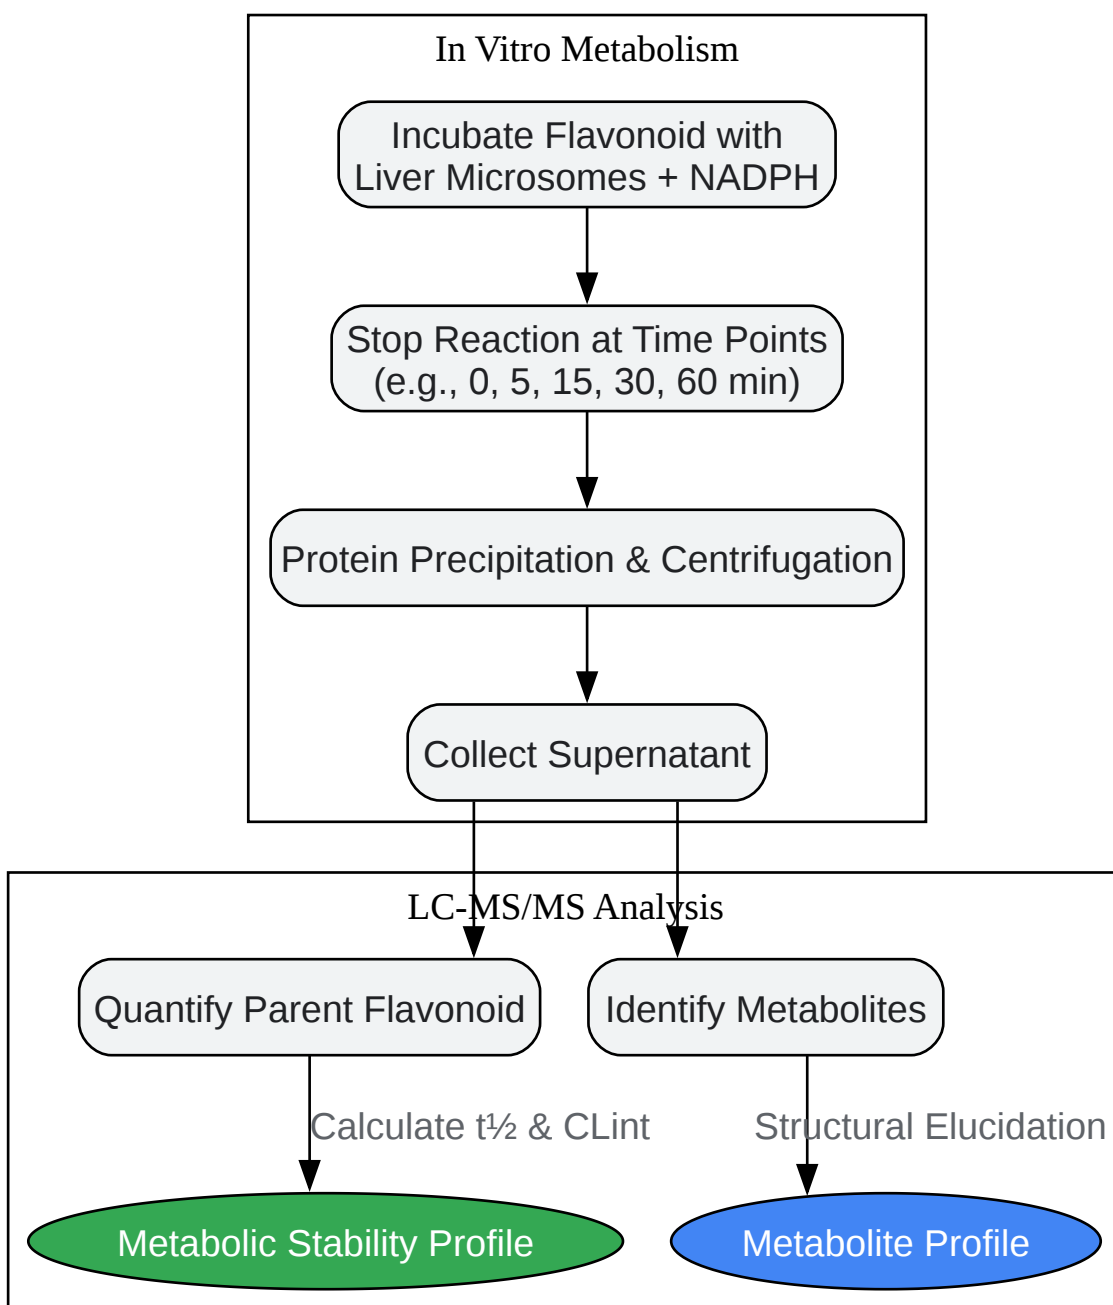 In Vitro Metabolism
Incubate Flavonoid with
Liver Microsomes + NADPH
Stop Reaction at Time Points
(e.g., 0, 5, 15, 30, 60 min)
Protein Precipitation & Centrifugation
Collect Supernatant
LC-MS/MS Analysis
Quantify Parent Flavonoid
Identify Metabolites
Calculate t½ & CLint
Structural Elucidation
Metabolic Stability Profile
Metabolite Profile